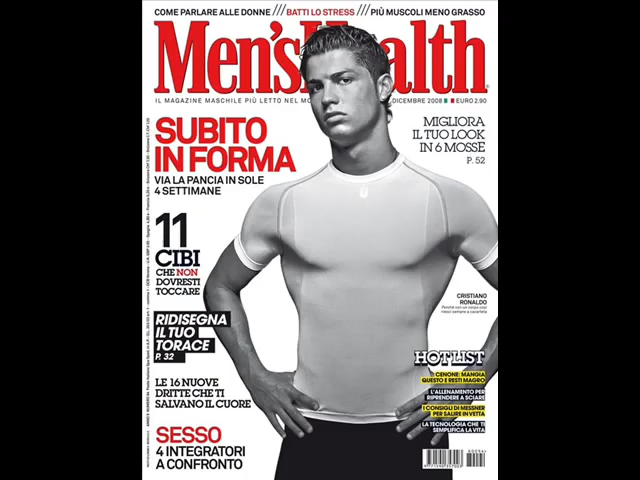 COME PARLARE ALLE DONNE /// BATTI LO STRESS /// PIÙ MUSCOLI MENO GRASSO
Men's Health
IL MAGAZINE MASCHILE PIÙ LETTO NEL MO
DICEMBRE 2008 EURO 2,90
SUBITO
IN FORMA
VIA LA PANCIA IN SOLE
4 SETTIMANE
MIGLIORA
IL TUO LOOK
IN 6 MOSSE
P. 52
11
CIBI
CHE NON
DOVRESTI
TOCCARE
CRISTIANO
RONALDO
RIDISEGNA
IL TUO
TORACE
P. 32
LE 16 NUOVE
DRITTE CHE TI
SALVANO IL CUORE
SESSO
4 INTEGRATORI
A CONFRONTO
HOTLIST
CENONE: MANGIA
QUESTO E RESTI MAGRO
L'ALLENAMENTO PER
RIPRENDERE A SCIARE
I CONSIGLI DI MESSNER
PER SALIRE IN VETTA
LA TECNOLOGIA CHE TI
SEMPLIFICA LA VITA